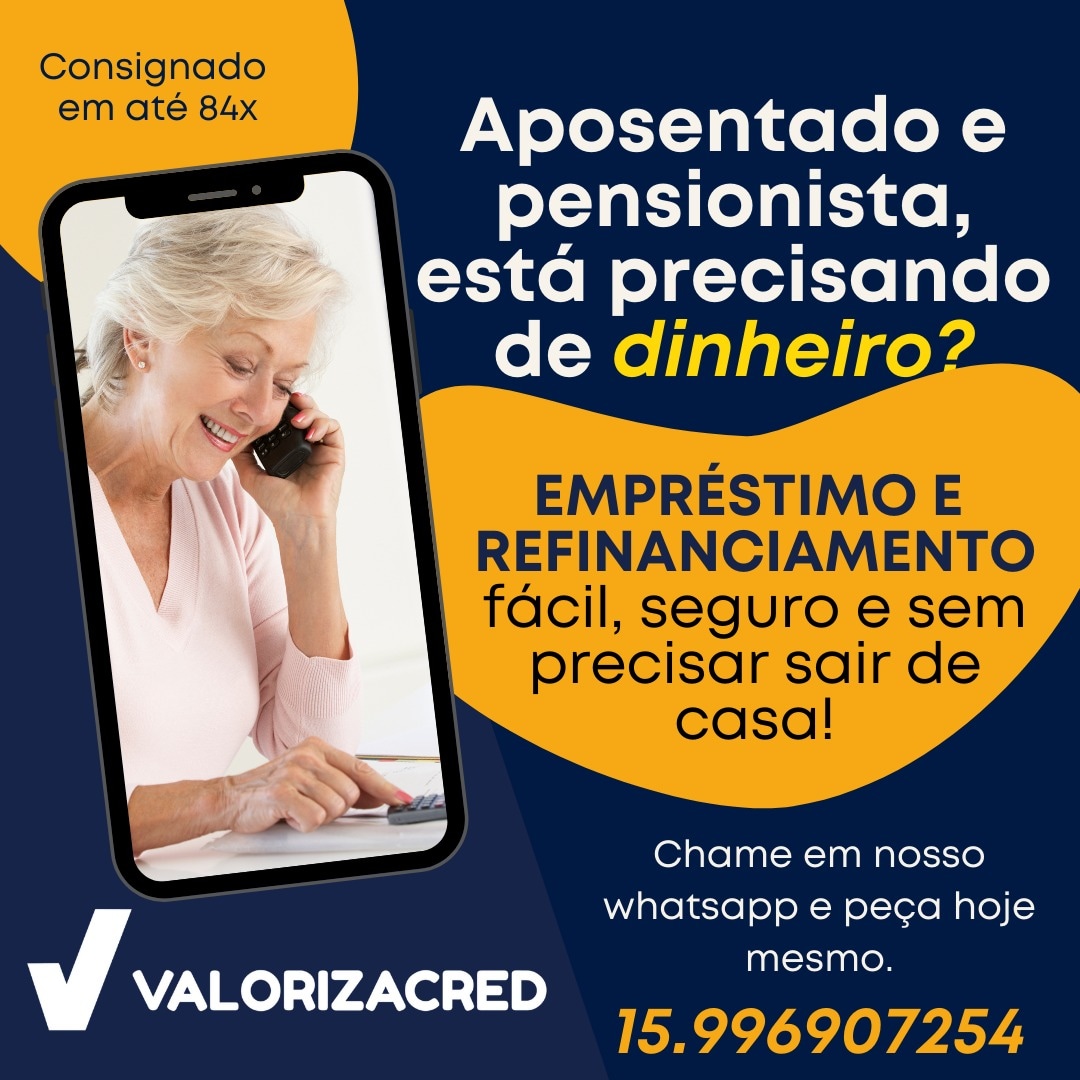 Consignado
em até 84x
Aposentado e
pensionista,
está precisando
de dinheiro?
EMPRÉSTIMO E
REFINANCIAMENTO
fácil, seguro e sem
precisar sair de
casa!
Chame em nosso
whatsapp e peça hoje
mesmo.
15.996907254
VALORIZACRED